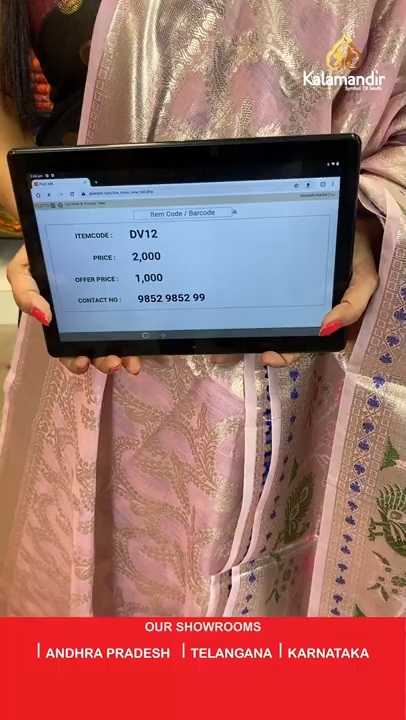 Kalamandir
Symbol Of Saudi
Item Code / Barcode
ITEMCODE : DV12
PRICE : 2,000
OFFER PRICE : 1,000
CONTACT NO : 9852 9852 99
OUR SHOWROOMS
| ANDHRA PRADESH | TELANGANA | KARNATAKA